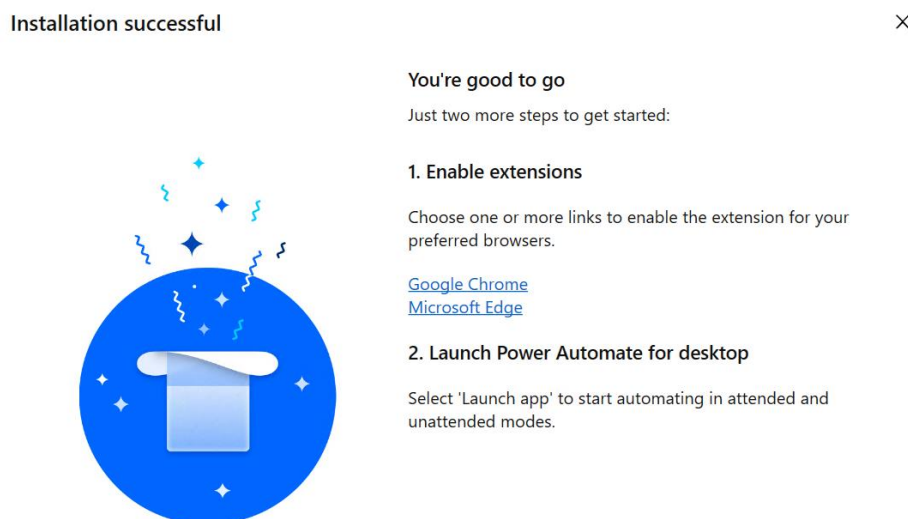 Installation successful
You're good to go
Just two more steps to get started:
1. Enable extensions
Choose one or more links to enable the extension for your
preferred browsers.
Google Chrome
Microsoft Edge
2. Launch Power Automate for desktop
Select 'Launch app' to start automating in attended and
unattended modes.